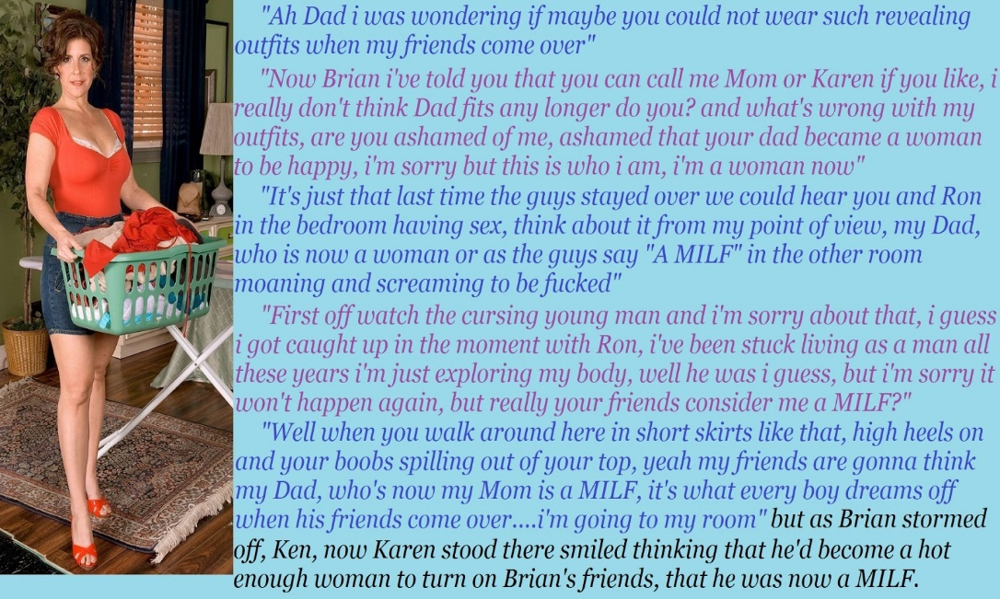 "Ah Dad i was wondering if maybe you could not wear such revealing
outfits when my friends come over"
"Now Brian i've told you that you can call me Mom or Karen if you like, i
really don't think Dad fits any longer do you? and what's wrong with my
outfits, are you ashamed of me, ashamed that your dad became a woman
to be happy, i'm sorry but this is who i am, i'm a woman now"
"It's just that last time the guys stayed over we could hear you and Ron
in the bedroom having sex, think about it from my point of view, my Dad,
who is now a woman or as the guys say "A MILF" in the other room
moaning and screaming to be fucked"
"First off watch the cursing young man and i'm sorry about that, i guess
i got caught up in the moment with Ron, i've been stuck living as a man all
these years i'm just exploring my body, well he was i guess, but i'm sorry it
won't happen again, but really your friends consider me a MILF?"
"Well when you walk around here in short skirts like that, high heels on
and your boobs spilling out of your top, yeah my friends are gonna think
my Dad, who's now my Mom is a MILF, it's what every boy dreams off
when his friends come over....i'm going to my room" but as Brian stormed
off, Ken, now Karen stood there smiled thinking that he'd become a hot
enough woman to turn on Brian's friends, that he was now a MILF.